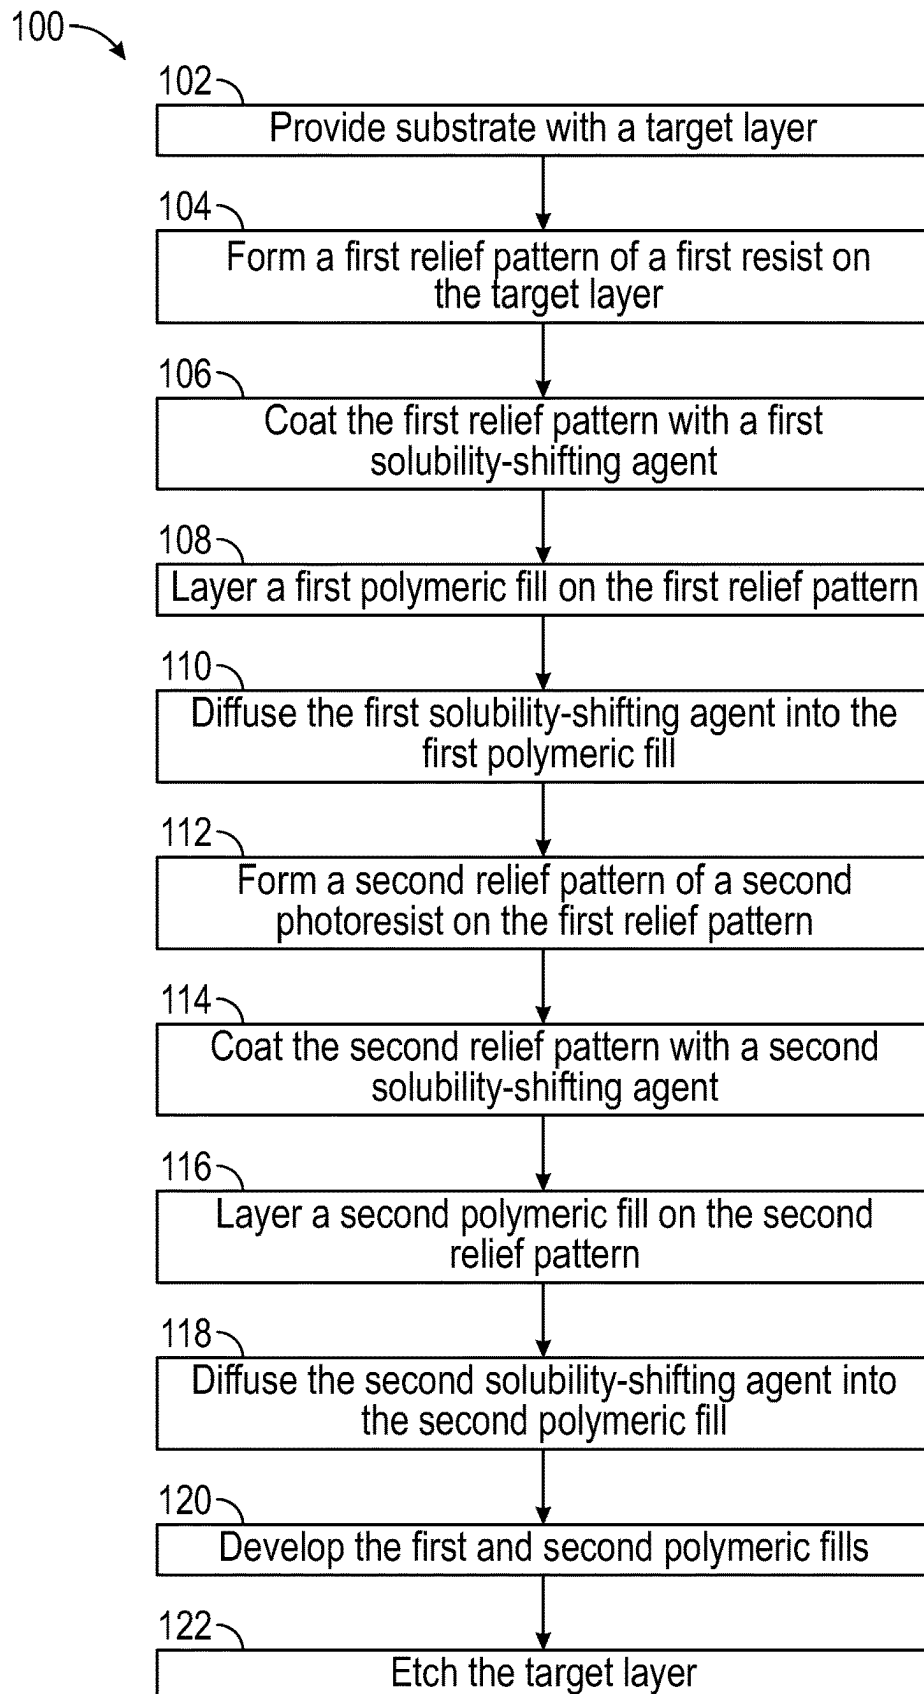 100
102
Provide substrate with a target layer
104
Form a first relief pattern of a first resist on
the target layer
106
Coat the first relief pattern with a first
solubility-shifting agent
108
Layer a first polymeric fill on the first relief pattern
110
Diffuse the first solubility-shifting agent into the
first polymeric fill
112
Form a second relief pattern of a second
photoresist on the first relief pattern
114
Coat the second relief pattern with a second
solubility-shifting agent
116
Layer a second polymeric fill on the second
relief pattern
118
Diffuse the second solubility-shifting agent into
the second polymeric fill
120
Develop the first and second polymeric fills
122
Etch the target layer